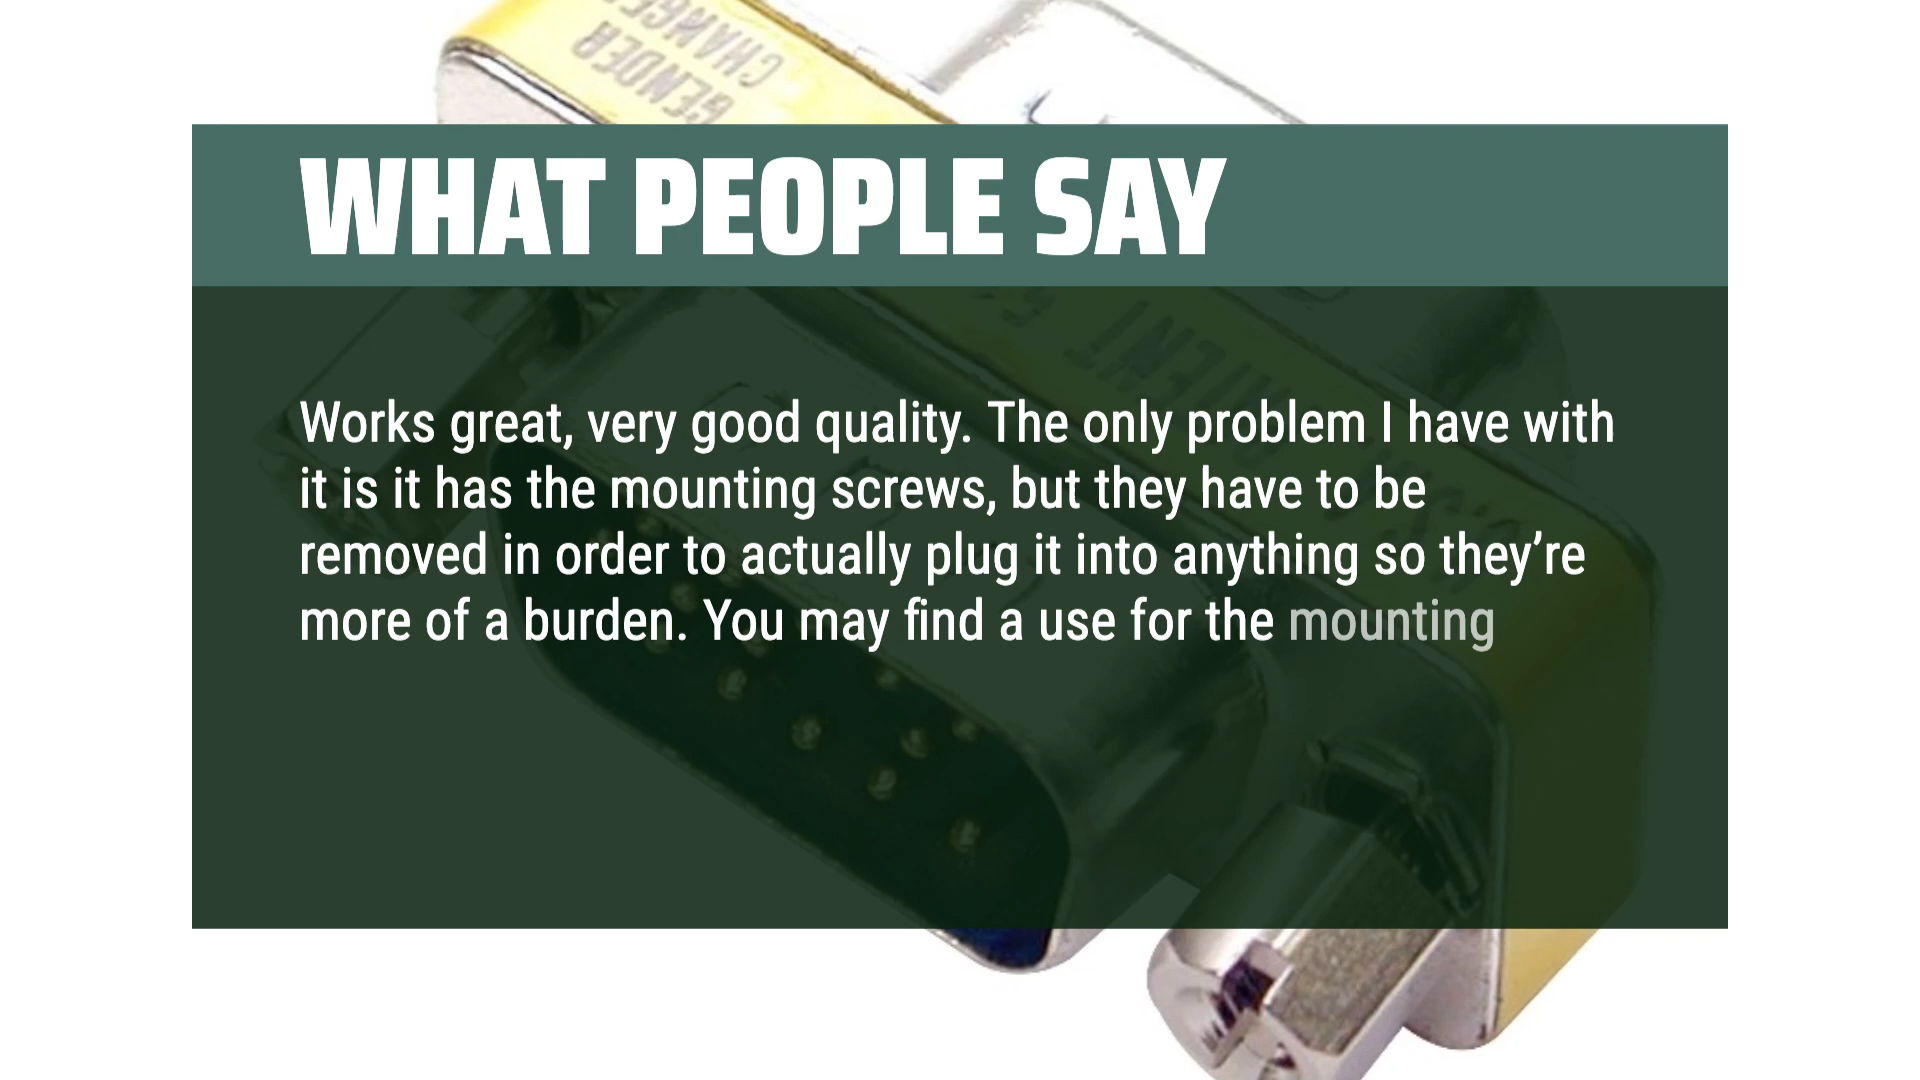 GENDER
CHANGE
WHAT PEOPLE SAY
Works great, very good quality. The only problem I have with
it is it has the mounting screws, but they have to be
removed in order to actually plug it into anything so they’re
more of a burden. You may find a use for the mounting